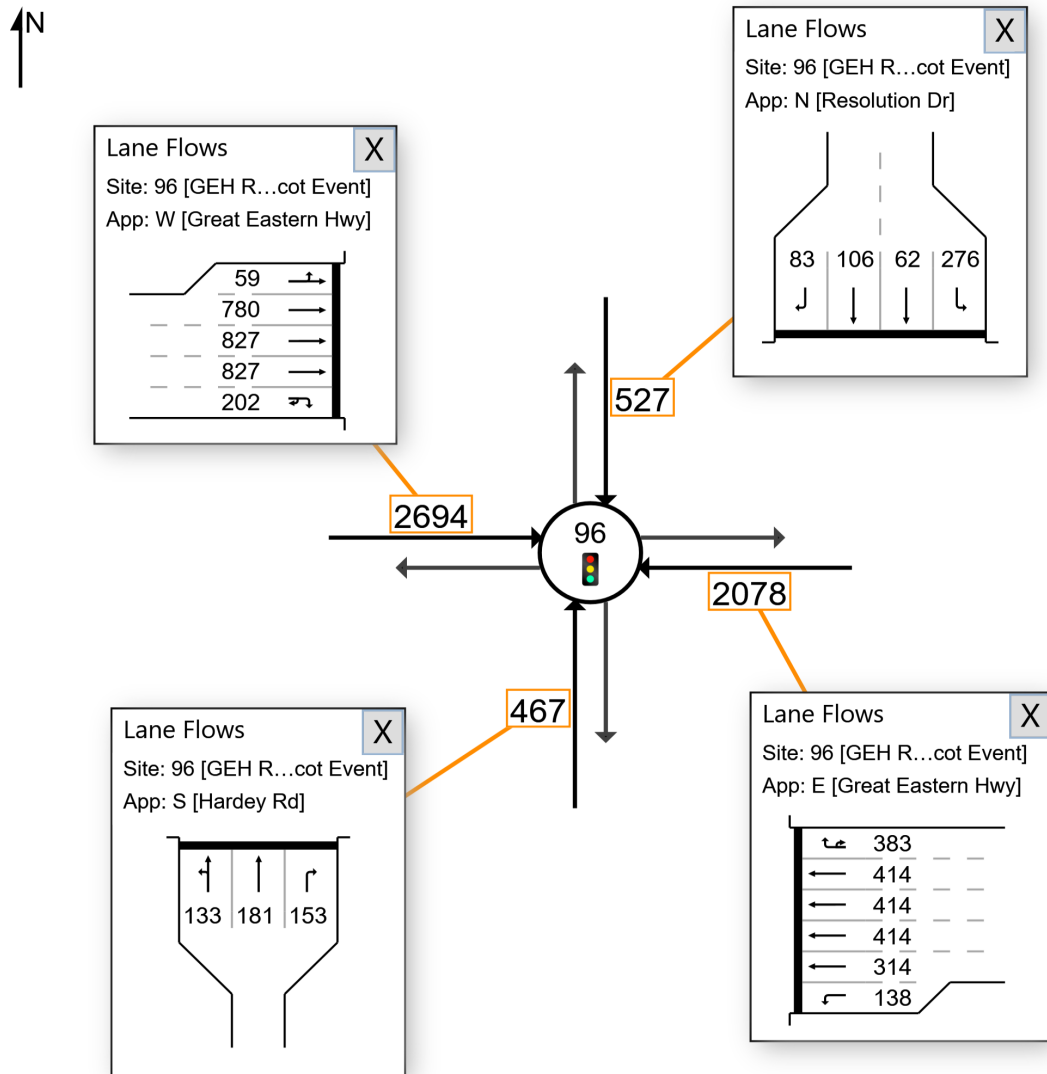 N
Lane Flows X
Site: 96 [GEH R...cot Event]
App: N [Resolution Dr]
83 106 62 276
Lane Flows X
Site: 96 [GEH R...cot Event]
App: W [Great Eastern Hwy]
59
780
827
827
202
527
2694
96
2078
467
Lane Flows X
Site: 96 [GEH R...cot Event]
App: S [Hardey Rd]
133 181 153
Lane Flows X
Site: 96 [GEH R...cot Event]
App: E [Great Eastern Hwy]
383
414
414
414
314
138